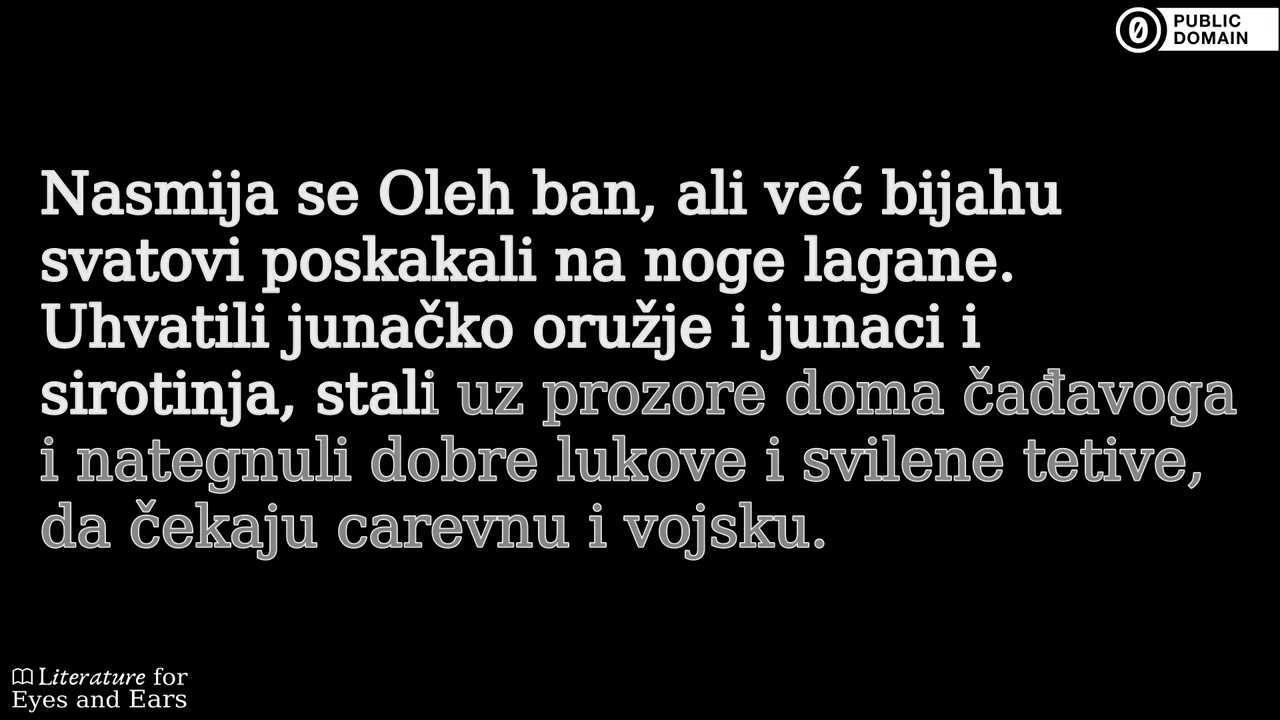 PUBLIC
DOMAIN
Nasmija se Oleh ban, ali već bijahu
svatovi poskakali na noge lagane.
Uhvatili junačko oružje i junaci i
sirotinja, stali uz prozore doma čađavoga
i nategnuli dobre lukove i svilene tetive,
da čekaju carevnu i vojsku.
Literature for
Eyes and Ears